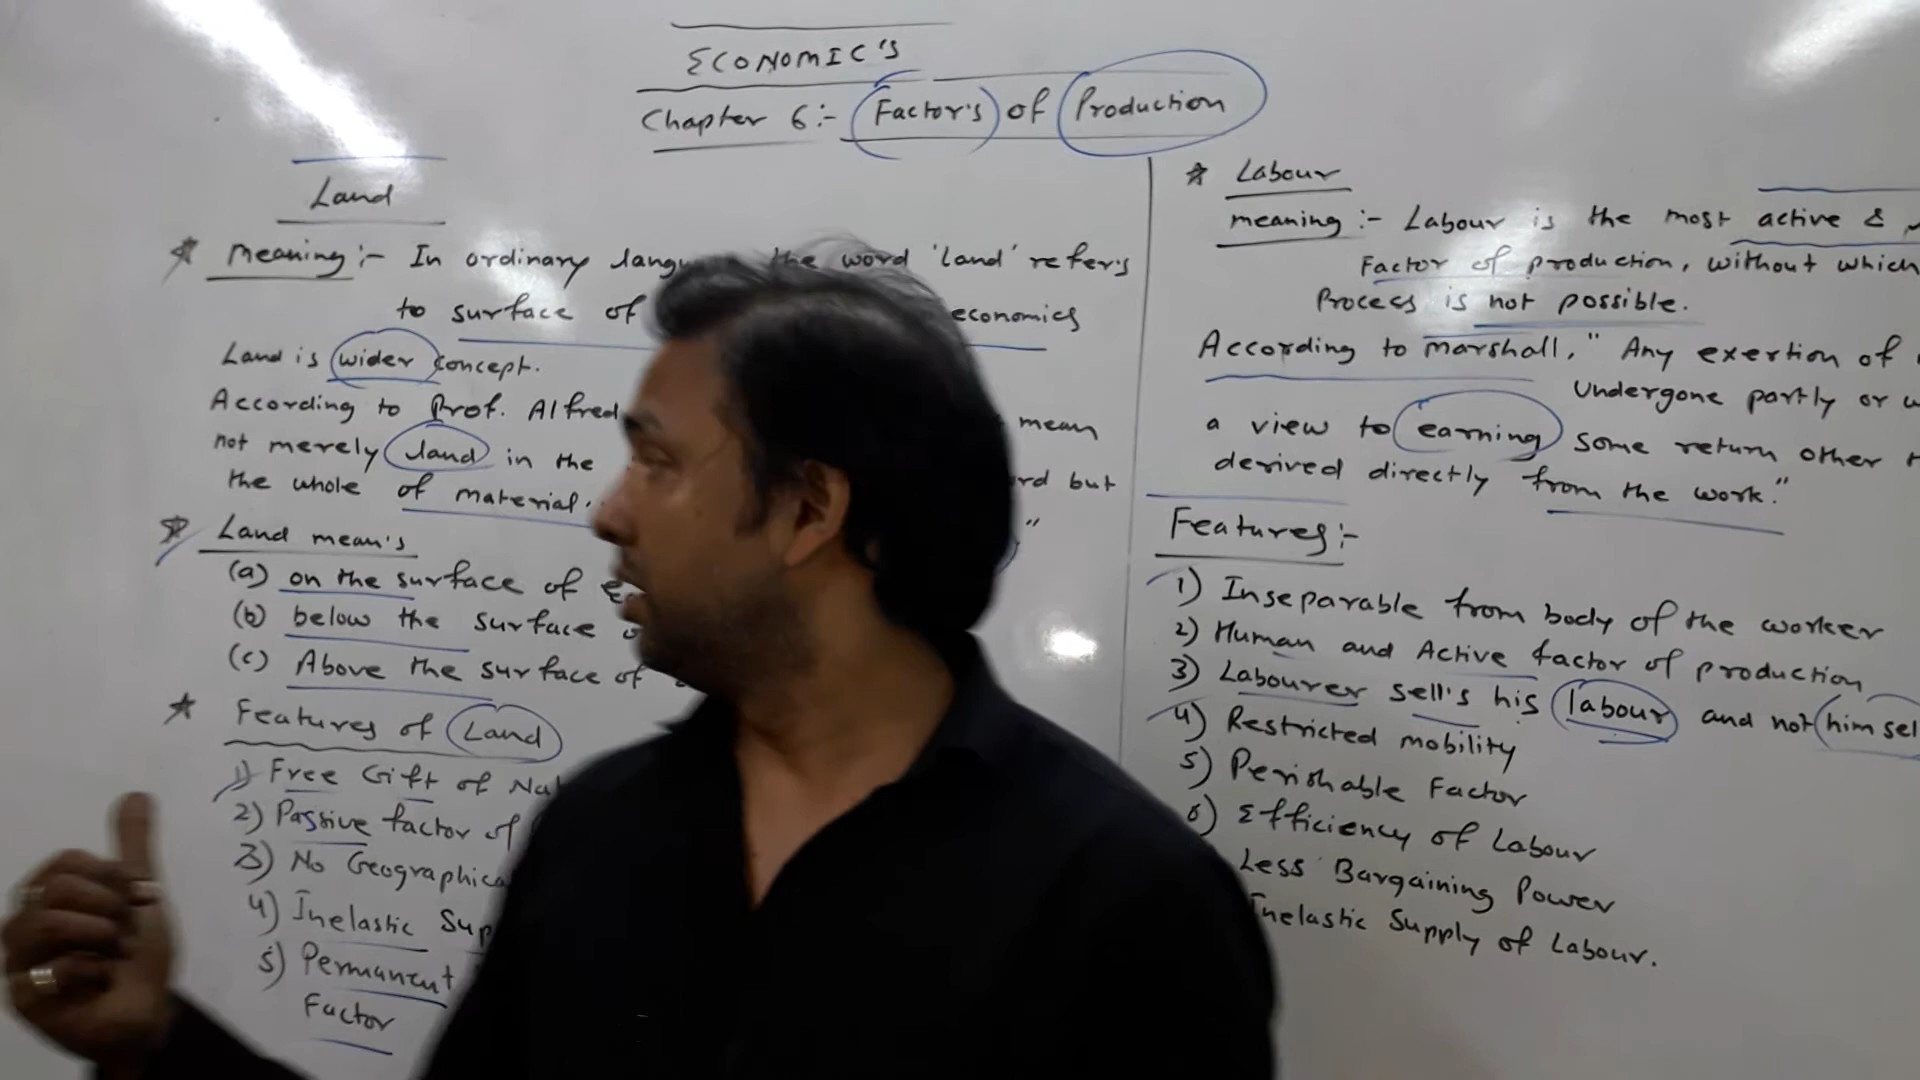 ECONOMIC'S
Chapter 6:- Factor's of Production
Land
* Meaning:- In ordinary the word 'land' refer's
to surface of economics
Land is wider concept.
According to Prof. Alfred mean
not merely land in the but
the whole of material. "
* Land mean's
(a) on the surface of
(b) below the surface
(c) Above the surface of
* Features of Land
1) Free Gift of
2) Passive factor of
3) No
4) Inelastic
5) Permanent
Factor
* Labour
meaning:- Labour is the most active &
Factor of production, without which
Process is not possible.
According to marshall, " Any exertion of
Undergone partly or
a view to earning some return other
derived directly from the work."
Features:-
1) Inseparable from body of the worker
2) Human and Active factor of production
3) Labourer sell's his labour and not
4) Restricted mobility
5) Perishable Factor
6) Efficiency of Labour
Less Bargaining Power
Inelastic Supply of Labour.